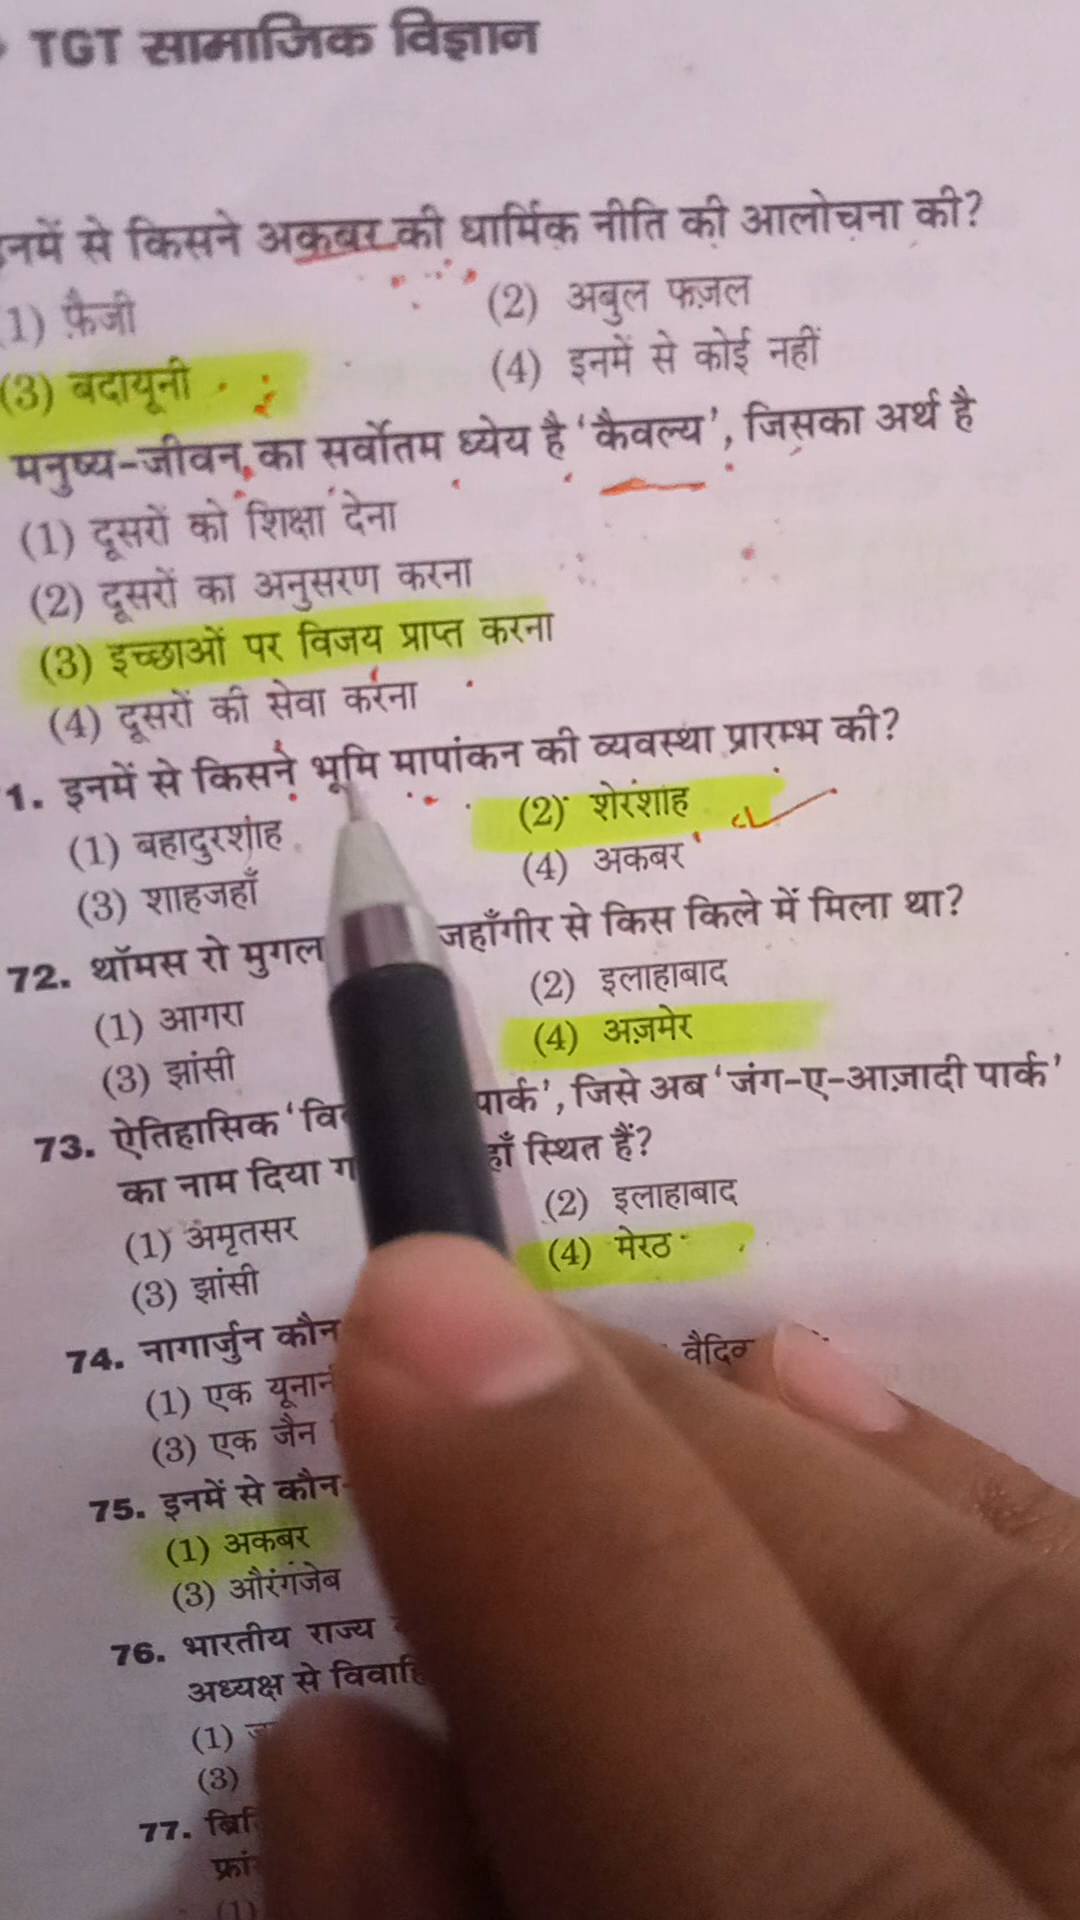 TGT सामाजिक विज्ञान
इनमें से किसने अकबर की धार्मिक नीति की आलोचना की?
(1) फ़ैजी (2) अबुल फज़ल
(3) बदायूनी (4) इनमें से कोई नहीं
मनुष्य-जीवन का सर्वोतम ध्येय है 'कैवल्य', जिसका अर्थ है
(1) दूसरों को शिक्षा देना
(2) दूसरों का अनुसरण करना
(3) इच्छाओं पर विजय प्राप्त करना
(4) दूसरों की सेवा करना
1. इनमें से किसने भूमि मापांकन की व्यवस्था प्रारम्भ की?
(1) बहादुरशाह (2) शेरशाह
(3) शाहजहाँ (4) अकबर
72. थॉमस रो मुगल जहाँगीर से किस किले में मिला था?
(1) आगरा (2) इलाहाबाद
(3) झांसी (4) अज़मेर
73. ऐतिहासिक पार्क', जिसे अब 'जंग-ए-आज़ादी पार्क'
का नाम दिया स्थित हैं?
(1) अमृतसर (2) इलाहाबाद
(3) झांसी (4) मेरठ
74. नागार्जुन कौन
(1) एक
(3) एक जैन
75. इनमें से कौन
(1) अकबर
(3) औरंगजेब
76. भारतीय राज्य
अध्यक्ष से
(1)
(3)
77.
(1)